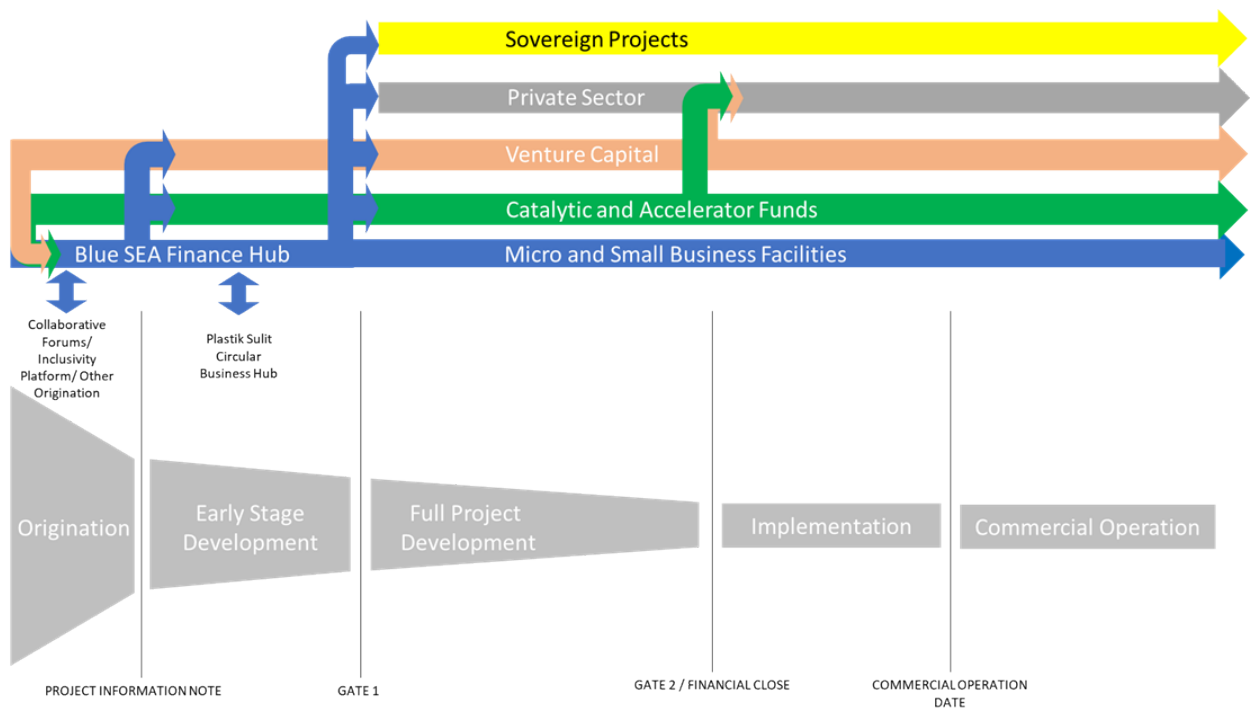 Sovereign Projects
Private Sector
Venture Capital
Catalytic and Accelerator Funds
Blue SEA Finance Hub
Micro and Small Business Facilities
Collaborative
Forums/
Inclusivity
Platform/ Other
Origination
Plastik Sulit
Circular
Business Hub
Origination
Early Stage
Development
Full Project
Development
Implementation
Commercial Operation
PROJECT INFORMATION NOTE
GATE 1
GATE 2 / FINANCIAL CLOSE
COMMERCIAL OPERATION
DATE